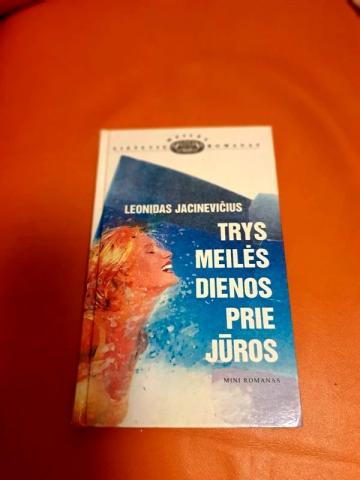 LEONIDAS JACINEVIČIUS
TRYS
MEILĖS
DIENOS
PRIE
JŪROS
MINI ROMANAS